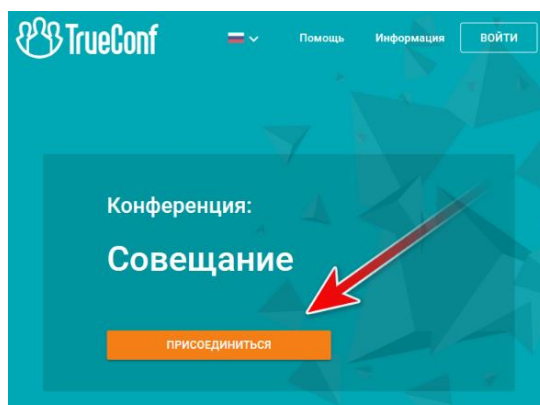 TrueConf
Помощь Информация ВОЙТИ
Конференция:
Совещание
ПРИСОЕДИНИТЬСЯ